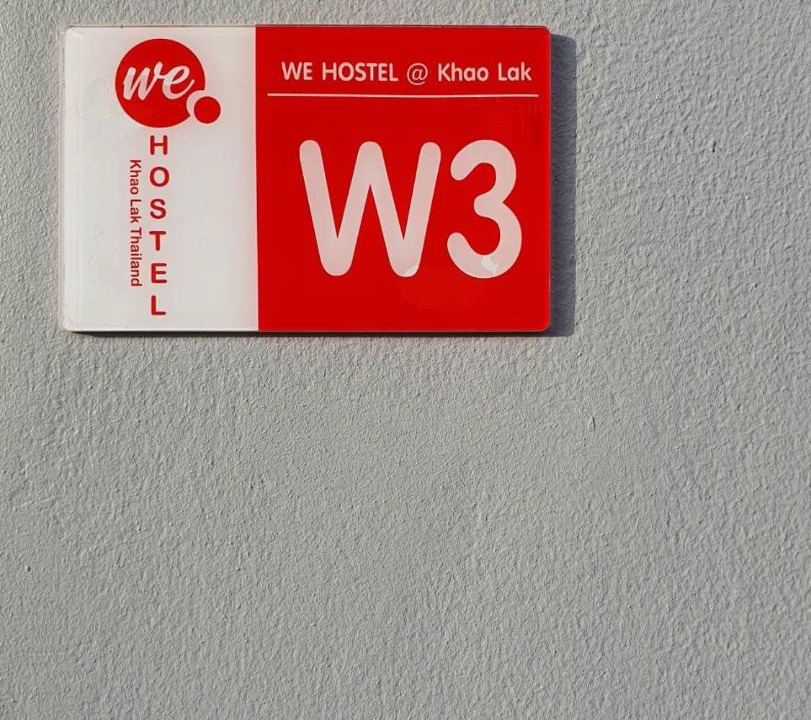 we
HOSTEL
Khao Lak Thailand
WE HOSTEL @ Khao Lak
W3